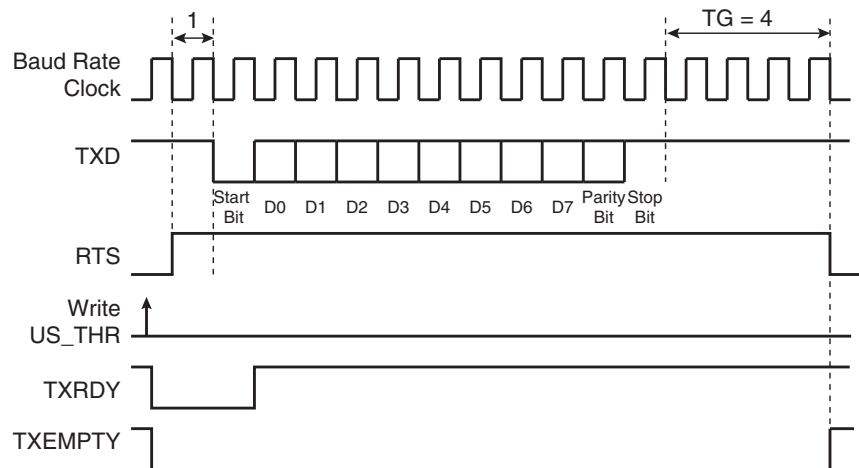 1
TG = 4
Baud Rate
Clock
TXD
Start
Bit
D0
D1
D2
D3
D4
D5
D6
D7
Parity
Bit
Stop
Bit
RTS
Write
US_THR
TXRDY
TXEMPTY